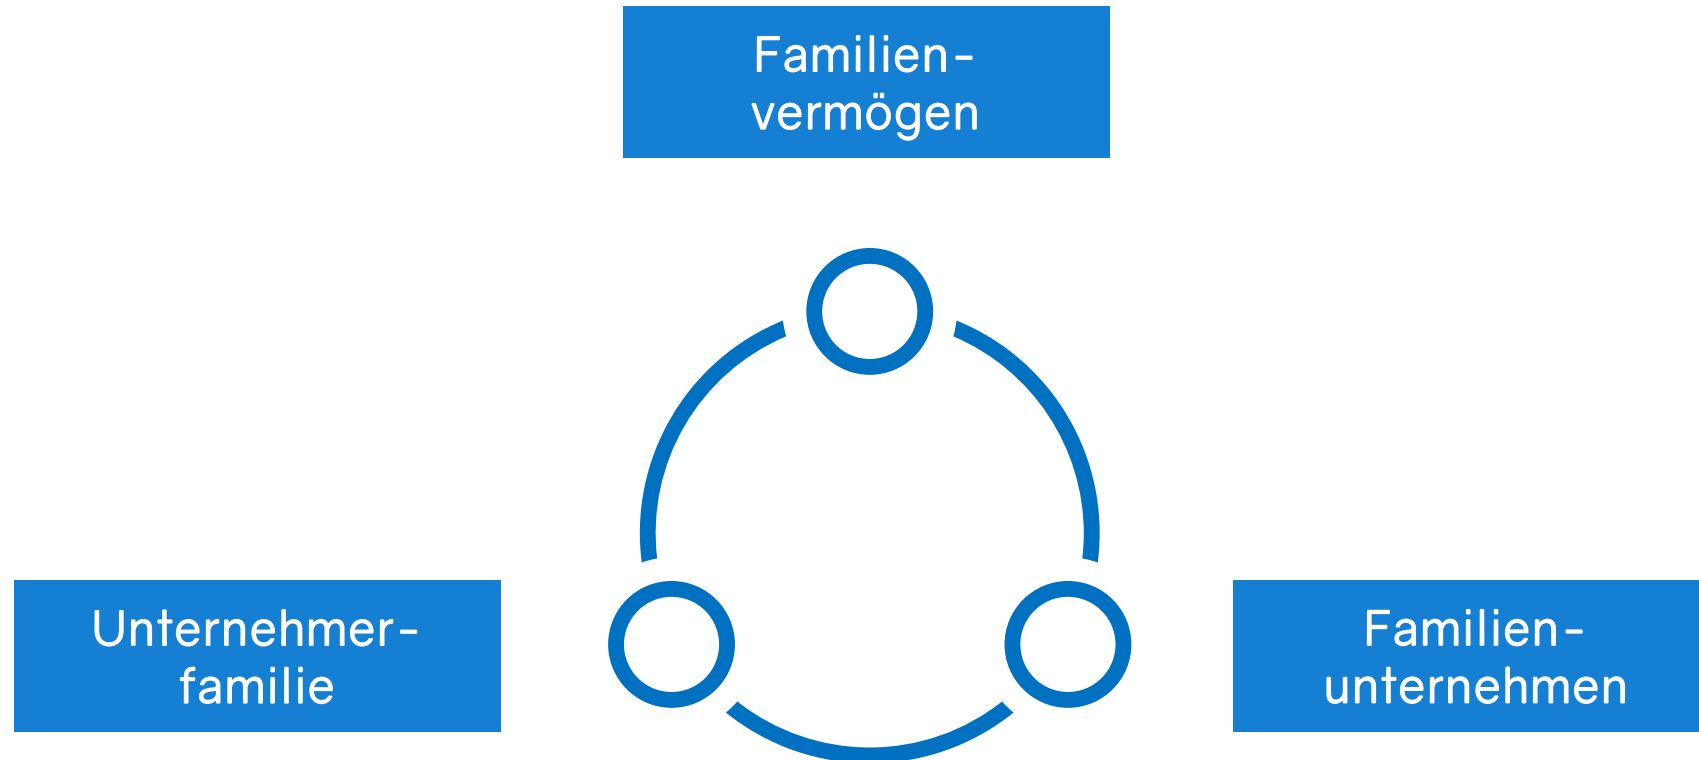 Familien-
vermögen
Unternehmer-
familie
Familien-
unternehmen